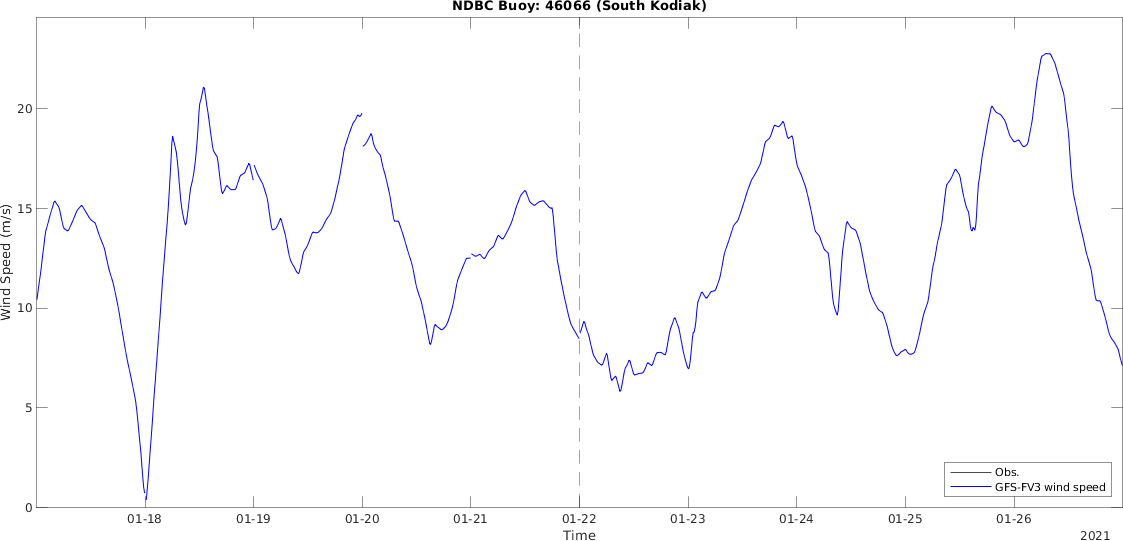 NDBC Buoy: 46066 (South Kodiak)
Wind Speed (m/s)
20
15
10
5
0
01-18 01-19 01-20 01-21 01-22 01-23 01-24 01-25 01-26
Time
2021
Obs.
GFS-FV3 wind speed